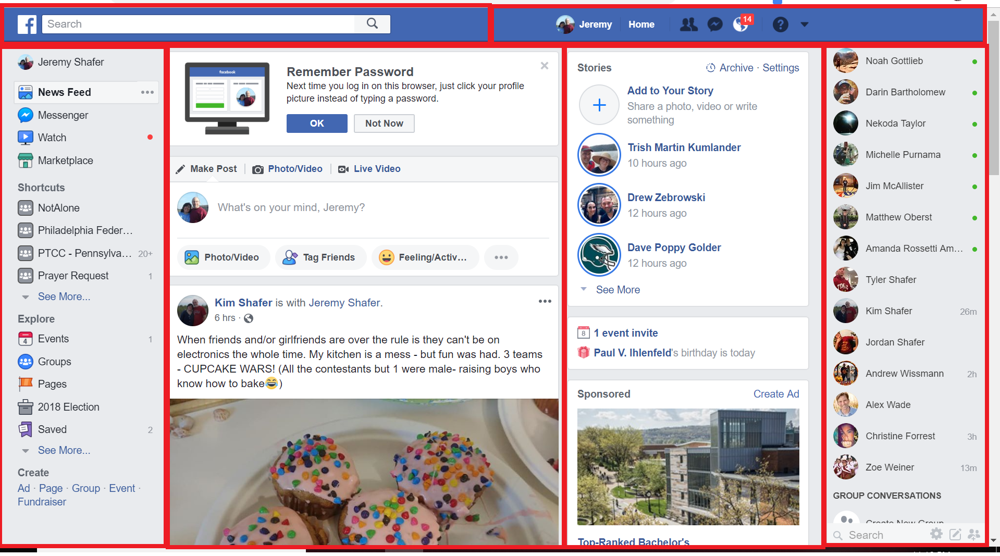 Search
Jeremy
Home
14
Jeremy Shafer
News Feed
Messenger
Watch
Marketplace
Shortcuts
NotAlone
Philadelphia Feder…
PTCC - Pennsylva… 20+
Prayer Request 1
See More...
Explore
Events 1
Groups
Pages
2018 Election
Saved 2
See More...
Create
Ad · Page · Group · Event ·
Fundraiser
facebook
Remember Password
Next time you log in on this browser, just click your profile
picture instead of typing a password.
OK
Not Now
Make Post
Photo/Video
Live Video
What's on your mind, Jeremy?
Photo/Video
Tag Friends
Feeling/Activ…
Kim Shafer is with Jeremy Shafer.
6 hrs ·
When friends and/or girlfriends are over the rule is they can't be on
electronics the whole time. My kitchen is a mess - but fun was had. 3 teams
- CUPCAKE WARS! (All the contestants but 1 were male- raising boys who
know how to bake😂)
Stories
Archive · Settings
Add to Your Story
Share a photo, video or write
something
Trish Martin Kumlander
10 hours ago
Drew Zebrowski
12 hours ago
Dave Poppy Golder
12 hours ago
See More
8 1 event invite
Paul V. Ihlenfeld's birthday is today
Sponsored
Create Ad
Top-Ranked Bachelor's
Noah Gottlieb
Darin Bartholomew
Nekoda Taylor
Michelle Purnama
Jim McAllister
Matthew Oberst
Amanda Rossetti Am…
Tyler Shafer
Kim Shafer 26m
Jordan Shafer
Andrew Wissmann 2h
Alex Wade
Christine Forrest 3h
Zoe Weiner 13m
GROUP CONVERSATIONS
Create New Group
Search